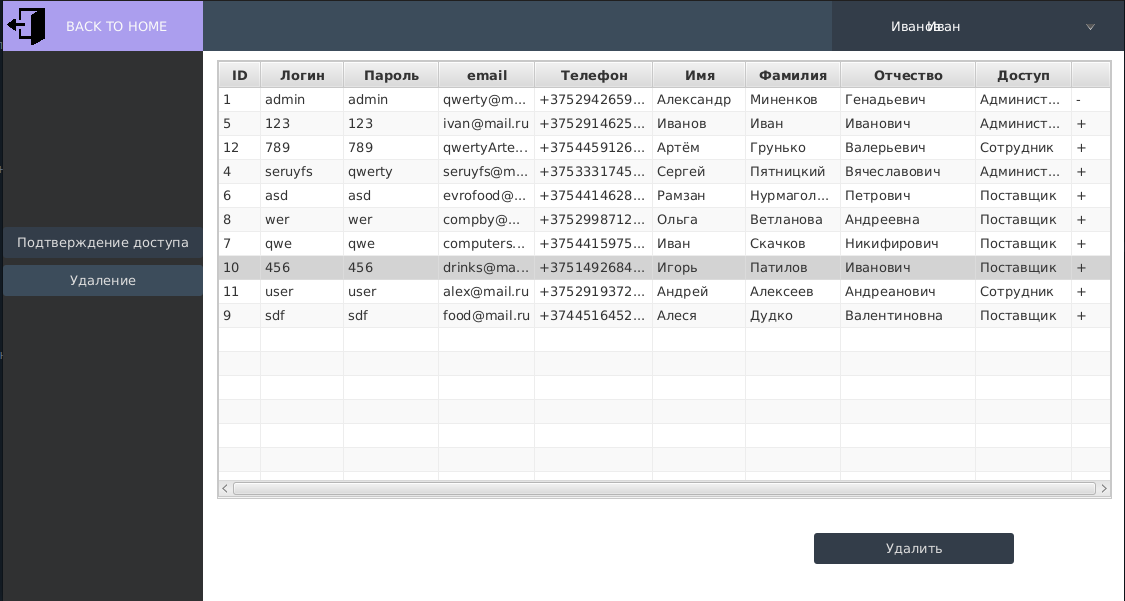 BACK TO HOME
Иванов Иван
ID Логин Пароль email Телефон Имя Фамилия Отчество Доступ
1 admin admin qwerty@m... +3752942659... Александр Миненков Генадьевич Админист... -
5 123 123 ivan@mail.ru +3752914625... Иванов Иван Иванович Админист... +
12 789 789 qwertyArte... +3754459126... Артём Грунько Валерьевич Сотрудник +
4 seruyfs qwerty seruyfs@m... +3753331745... Сергей Пятницкий Вячеславович Админист... +
6 asd asd evrofood@... +3754414628... Рамзан Нурмагол... Петрович Поставщик +
8 wer wer compby@... +3752998712... Ольга Ветланова Андреевна Поставщик +
7 qwe qwe computers... +3754415975... Иван Скачков Никифирович Поставщик +
10 456 456 drinks@ma... +3751492684... Игорь Патилов Иванович Поставщик +
11 user user alex@mail.ru +3752919372... Андрей Алексеев Андреанович Сотрудник +
9 sdf sdf food@mail.ru +3744516452... Алеся Дудко Валентиновна Поставщик +
Подтверждение доступа
Удаление
Удалить